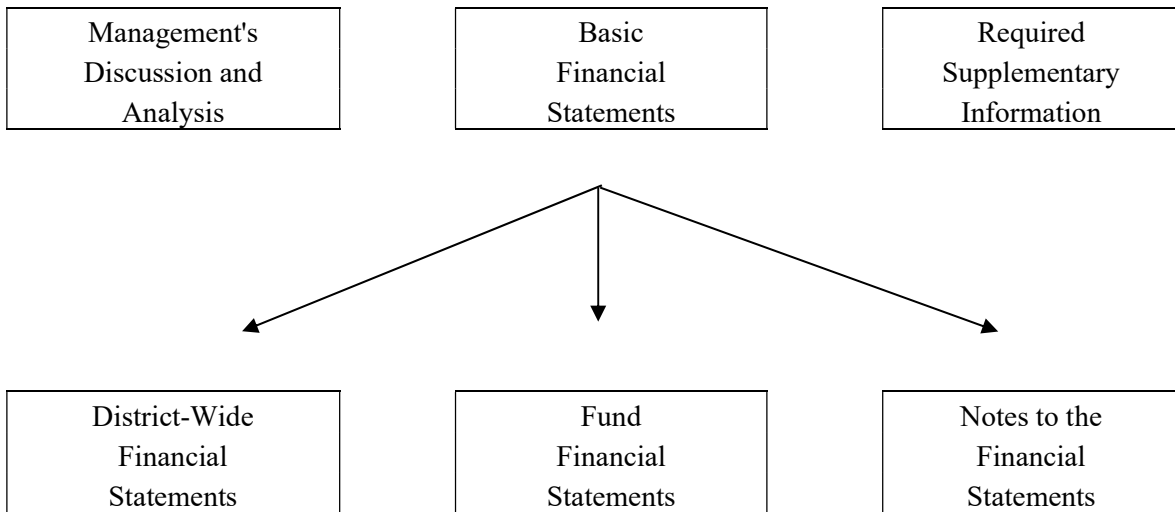 Management's
Discussion and
Analysis
Basic
Financial
Statements
Required
Supplementary
Information
District-Wide
Financial
Statements
Fund
Financial
Statements
Notes to the
Financial
Statements